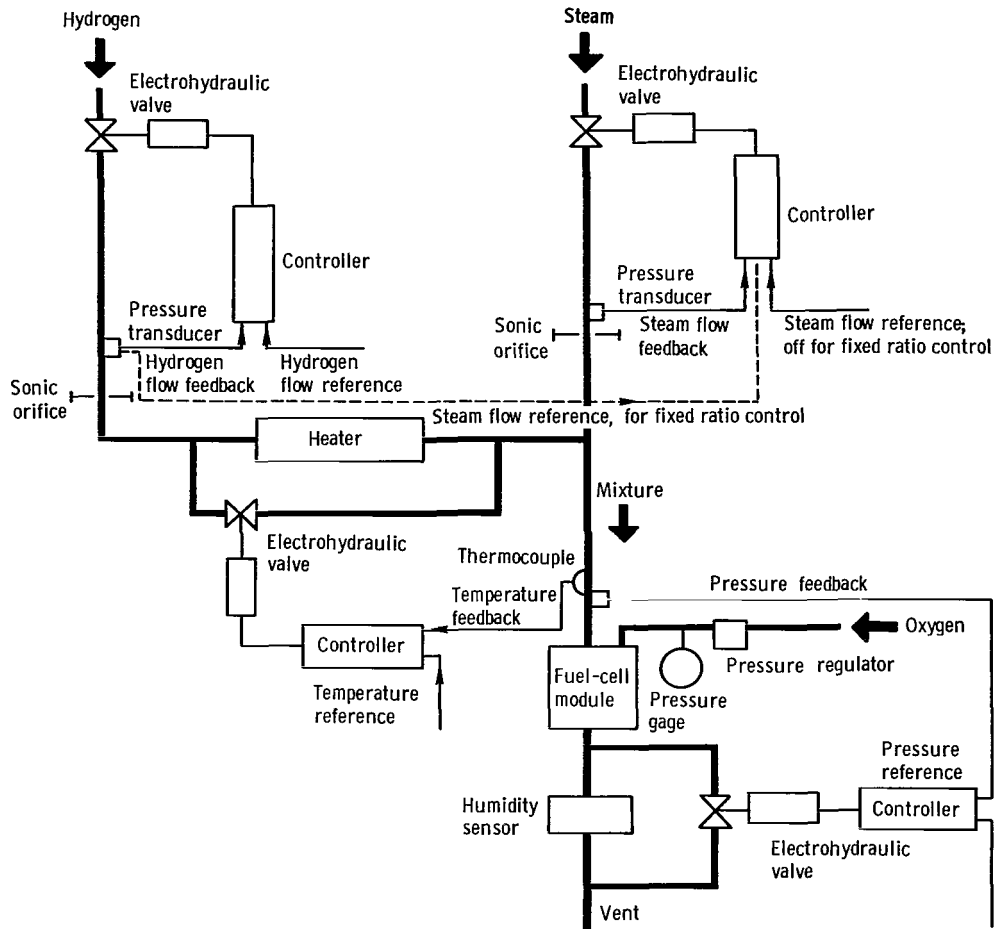 Hydrogen
Steam
Electrohydraulic
valve
Electrohydraulic
valve
Controller
Controller
Pressure
transducer
Pressure
transducer
Sonic
orifice
Steam flow
feedback
Steam flow reference;
off for fixed ratio control
Hydrogen
flow feedback
Hydrogen
flow reference
Sonic
orifice
Steam flow reference, for fixed ratio control
Heater
Mixture
Electrohydraulic
valve
Thermocouple
Temperature
feedback
Pressure feedback
Oxygen
Controller
Pressure regulator
Fuel-cell
module
Temperature
reference
Pressure
gage
Pressure
reference
Humidity
sensor
Controller
Electrohydraulic
valve
Vent